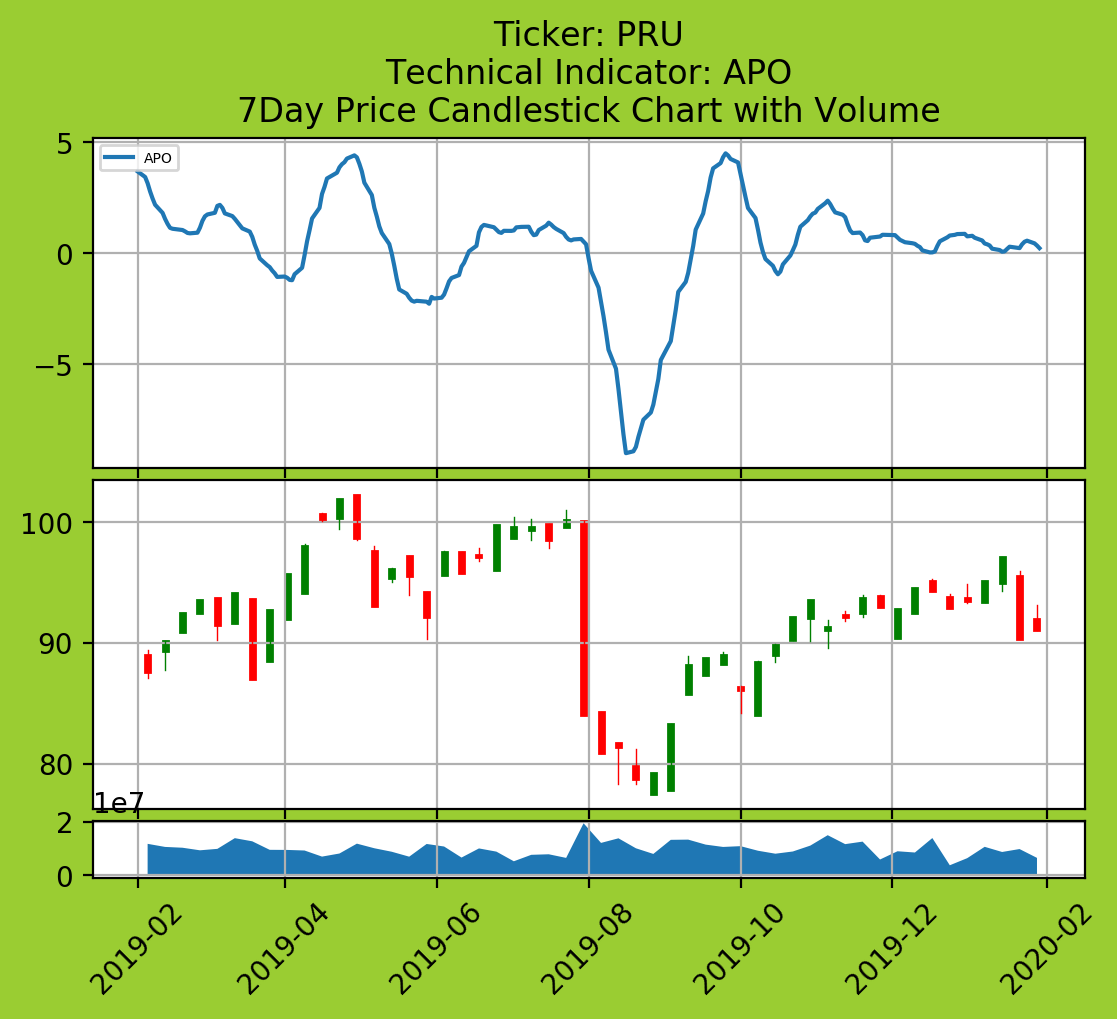 Ticker: PRU
Technical Indicator: APO
7Day Price Candlestick Chart with Volume
5
APO
0
−5
100
90
80
1e7
2
0
2019-02 2019-04 2019-06 2019-08 2019-10 2019-12 2020-02